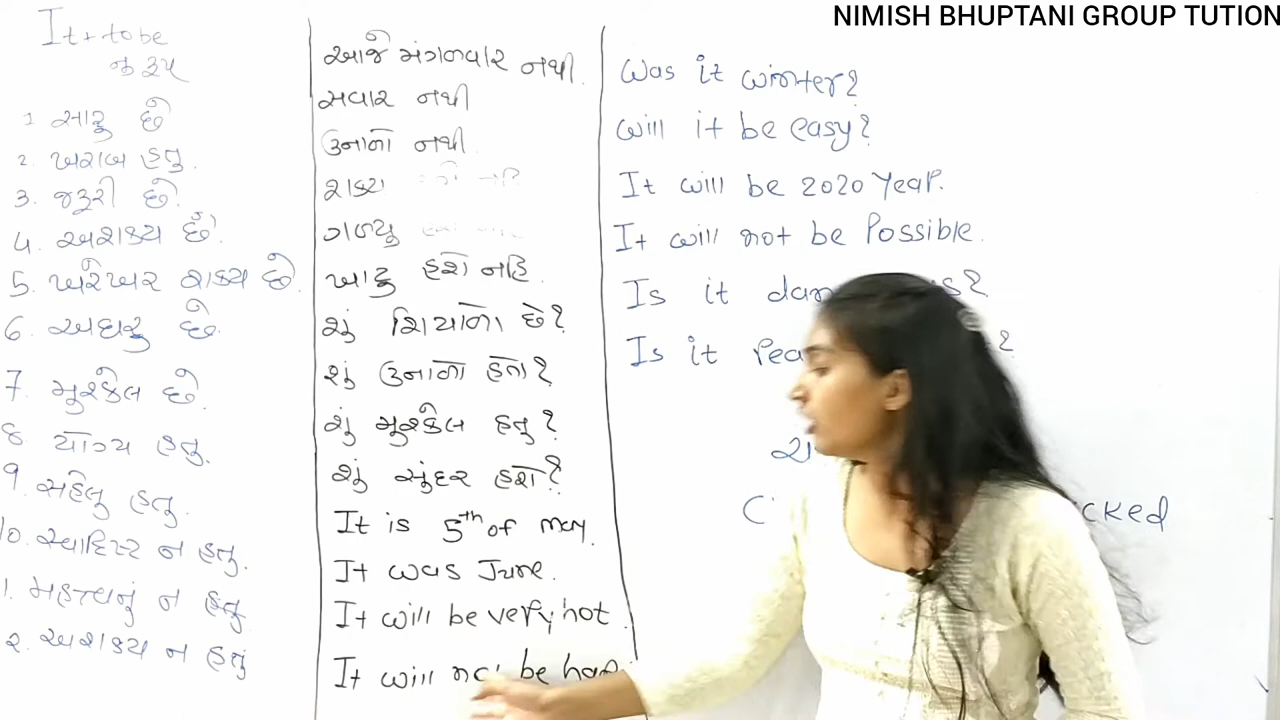 NIMISH BHUPTANI GROUP TUTION
It + to be
નુ રૂપ
1 સારુ છે
2. ખરાબ હતુ.
3. જરૂરી છે.
4. અશક્ય છે.
5. ખરેખર શક્ય છે.
6. અઘરુ છે.
7. મુશ્કેલ છે.
8. યોગ્ય હતુ.
9. સહેલુ હતુ.
10. સ્વાદિસ્ટ ન હતુ.
1. મહત્વનું ન હતું
2. અશક્ય ન હતું
આજે મંગળવાર નથી.
સવાર નથી
ઉનાળો નથી.
શક્ય
ગળ્યુ
ખાટુ હશે નહિ.
શું શિયાળો છે?
શું ઉનાળો હતો?
શું મુશ્કેલ હતુ?
શું સુંદર હશે?
It is 5th of may.
It was June.
It will be very hot.
It will be
Was it winter?
will it be easy?
It will be 2020 year.
It will not be Possible.
Is it
Is it